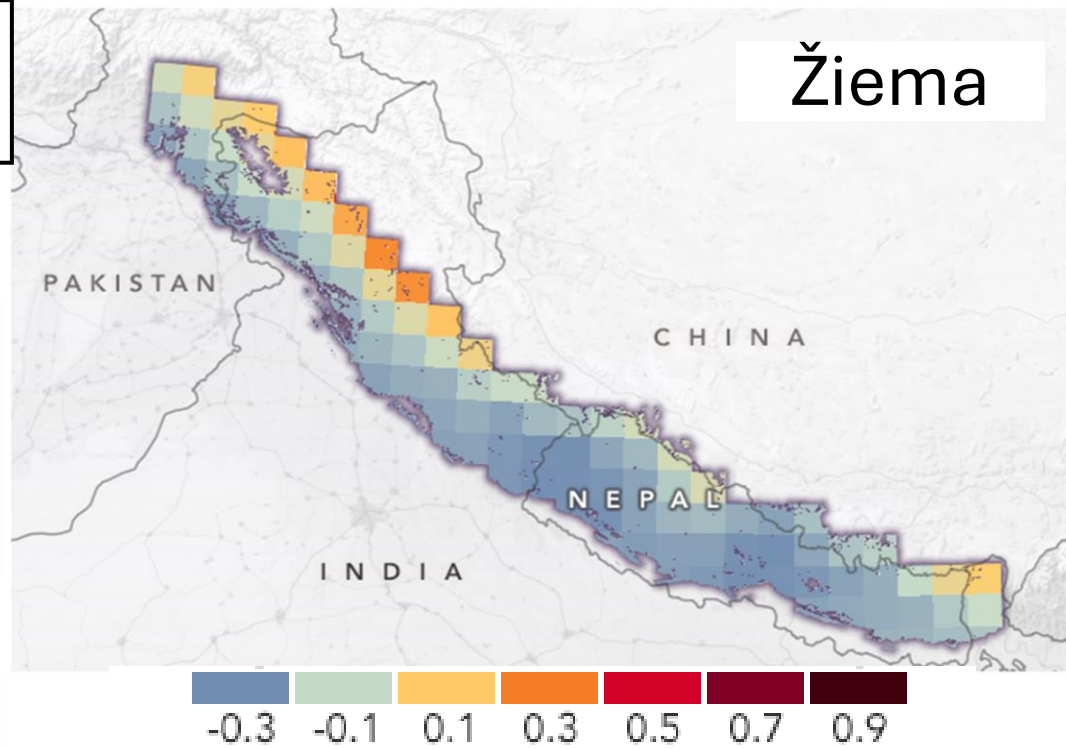 Žiema
PAKISTAN
CHINA
NEPAL
INDIA
-0.3 -0.1 0.1 0.3 0.5 0.7 0.9